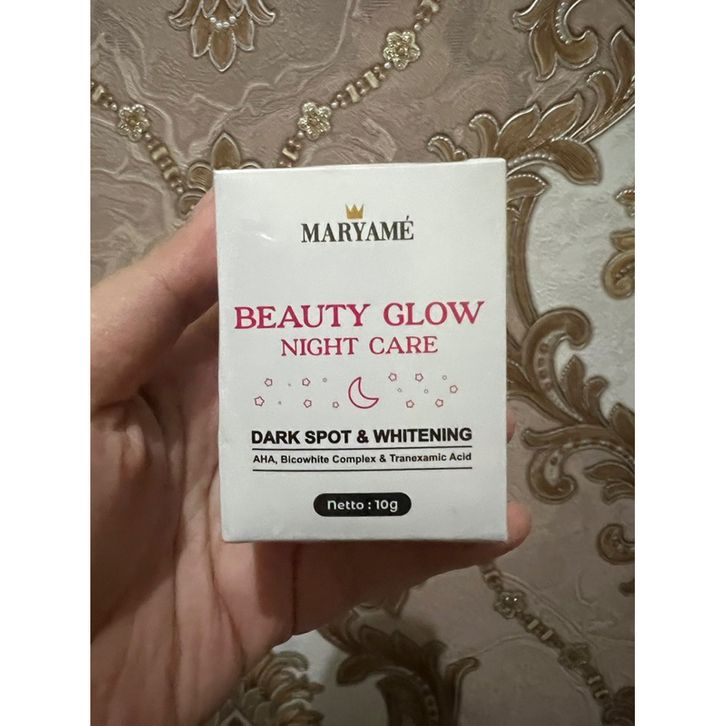 MARYAMÉ
BEAUTY GLOW
NIGHT CARE
DARK SPOT & WHITENING
AHA, Bicowhite Complex & Tranexamic Acid
Netto : 10g